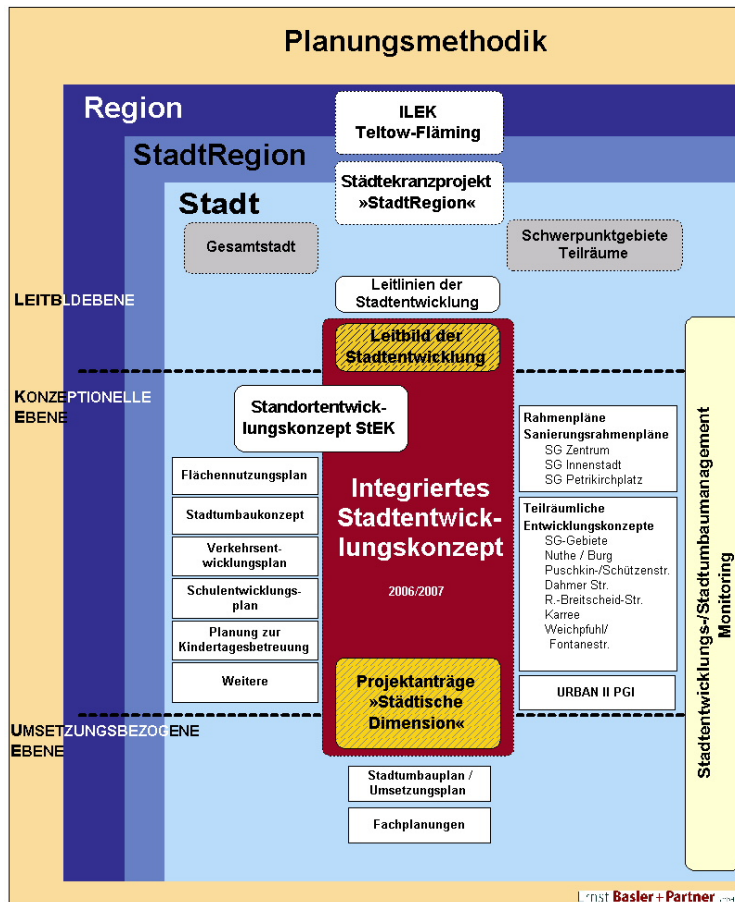 Planungsmethodik
Region
ILEK
Teltow-Fläming
StadtRegion
Städtekranzprojekt
»StadtRegion«
Stadt
Gesamtstadt
Schwerpunktgebiete
Teilräume
LEITBLDEBENE
Leitlinien der
Stadtentwicklung
Leitbild der
Stadtentwicklung
KONZEPTIONELLE
EBENE
Standortentwick-
lungskonzept StEK
Flächennutzungsplan
Stadtumbaukonzept
Verkehrsent-
wicklungsplan
Schulentwicklungs-
plan
Planung zur
Kindertagesbetreuung
Weitere
Integriertes
Stadtentwick-
lungskonzept
2006/2007
Projektanträge
»Städtische
Dimension«
Rahmenpläne
Sanierungsrahmenpläne
SG Zentrum
SG Innenstadt
SG Petrikirchplatz
Teilräumliche
Entwicklungskonzepte
SG-Gebiete
Nuthe / Burg
Puschkin-/Schützenstr.
Dahmer Str.
R.-Breitscheid-Str.
Karree
Weichpfuhl/
Fontanestr.
URBAN II PGI
Stadtentwicklungs-/Stadtumbaumanagement
Monitoring
UMSETZUNGSBEZOGENE
EBENE
Stadtumbauplan /
Umsetzungsplan
Fachplanungen
Ernst Basler + Partner